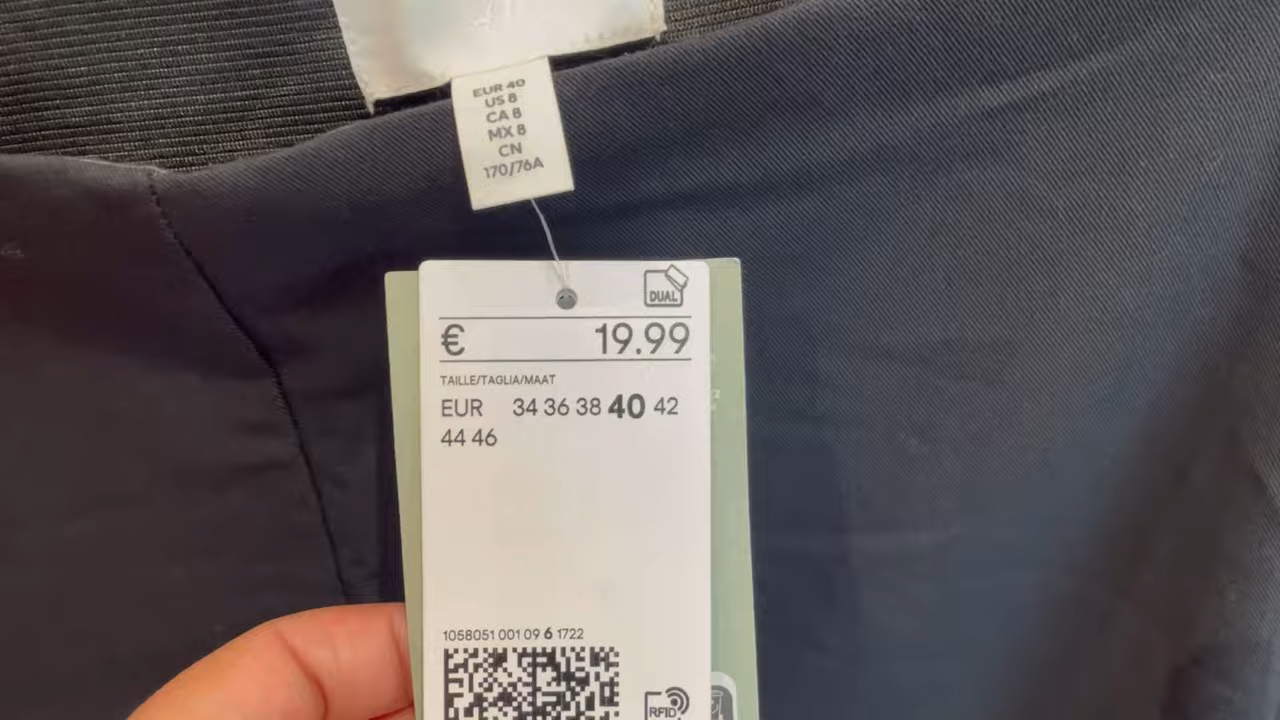 EUR 40
US 8
CA 8
MX 8
CN
170/76A
DUAL
€ 19.99
TAILLE/TAGLIA/MAAT
EUR 34 36 38 40 42
44 46
1058051 001 09 6 1722
RFID